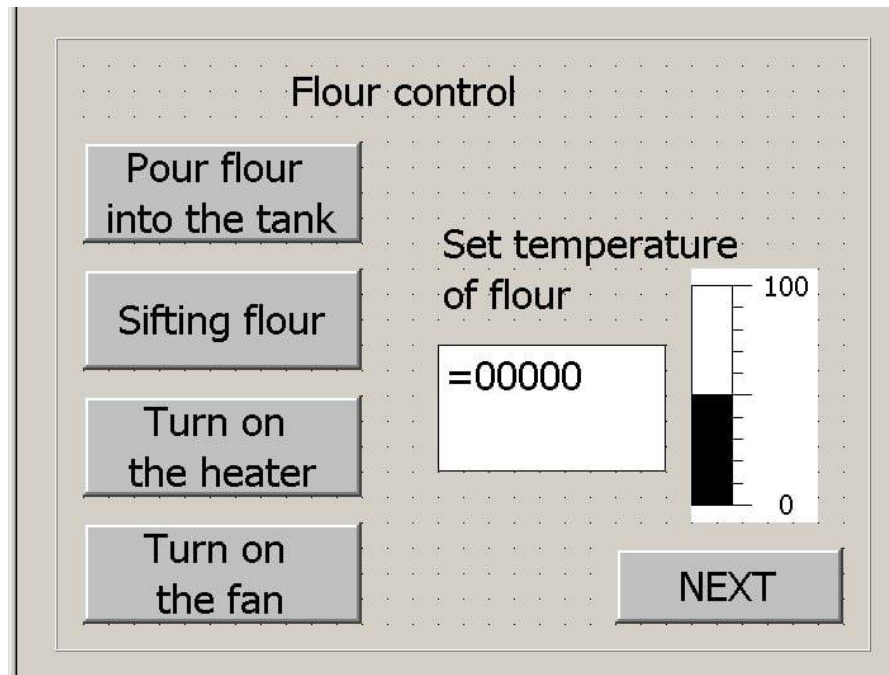 Flour control
Pour flour
into the tank
Set temperature
of flour
100
Sifting flour
=00000
Turn on
the heater
0
Turn on
the fan
NEXT